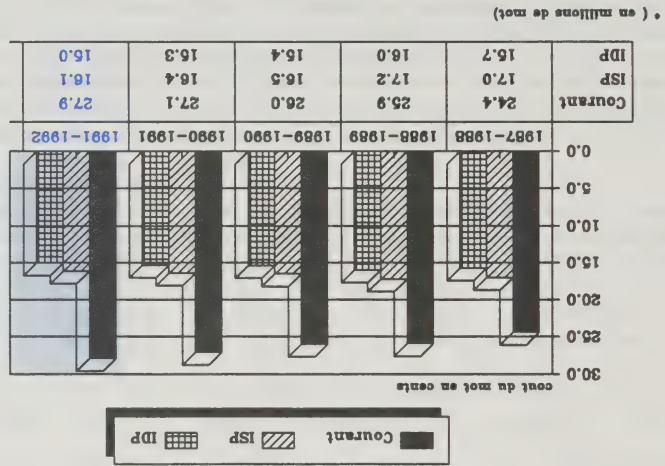 Courant ISP IDP
cout du mot en cents
30.0
25.0
20.0
15.0
10.0
5.0
0.0
1987-1988 1988-1989 1989-1990 1990-1991 1991-1992
Courant 24.4 25.9 26.0 27.1 27.9
ISP 17.0 17.2 16.5 16.4 16.1
IDP 15.7 16.0 15.4 15.3 15.0
* ( en millions de mot)